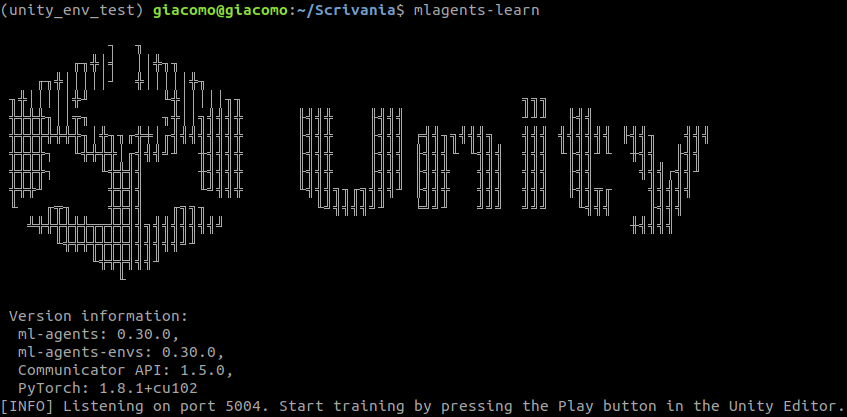 (unity_env_test) giacomo@giacomo:~/Scrivania$ mlagents-learn
Unity
Version information:
ml-agents: 0.30.0,
ml-agents-envs: 0.30.0,
Communicator API: 1.5.0,
PyTorch: 1.8.1+cu102
[INFO] Listening on port 5004. Start training by pressing the Play button in the Unity Editor.